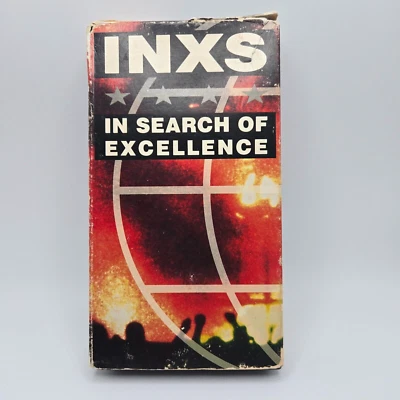 INXS
IN SEARCH OF
EXCELLENCE